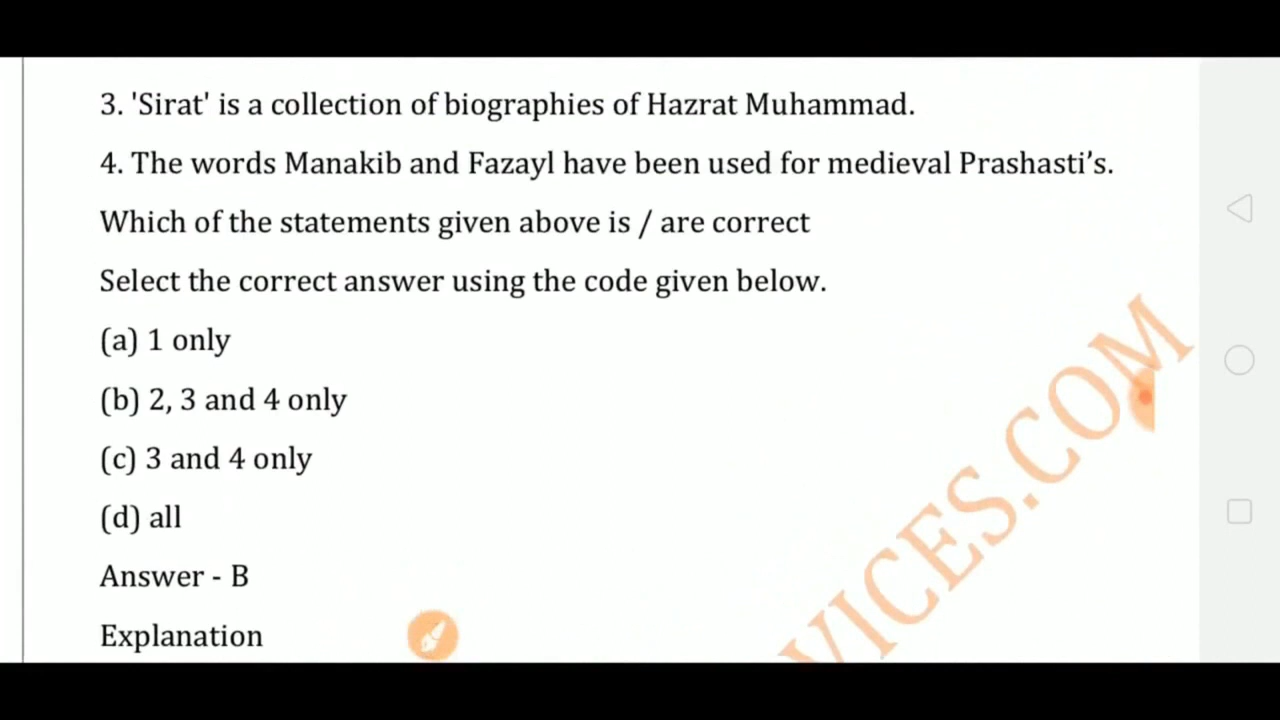 3. 'Sirat' is a collection of biographies of Hazrat Muhammad.
4. The words Manakib and Fazayl have been used for medieval Prashasti’s.
Which of the statements given above is / are correct
Select the correct answer using the code given below.
(a) 1 only
(b) 2, 3 and 4 only
(c) 3 and 4 only
(d) all
Answer - B
Explanation
VICES.COM